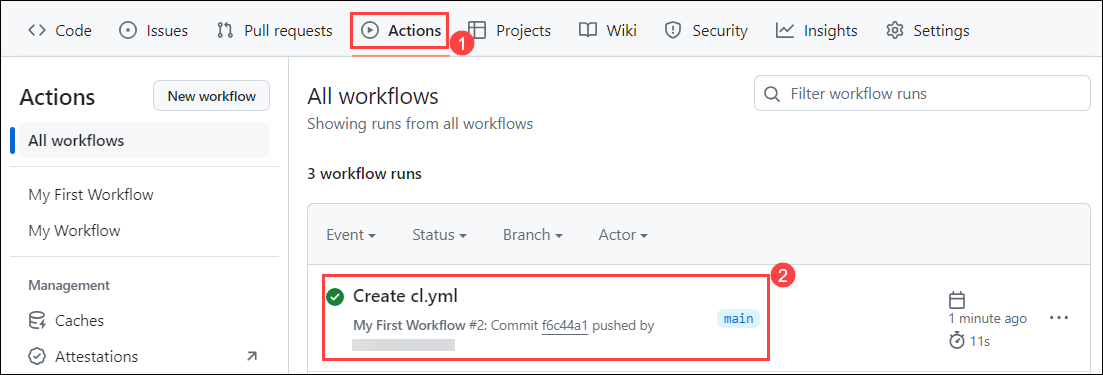 Code Issues Pull requests Actions Projects Wiki Security Insights Settings
1
Actions New workflow
All workflows
My First Workflow
My Workflow
Management
Caches
Attestations
All workflows
Filter workflow runs
Showing runs from all workflows
3 workflow runs
Event Status Branch Actor
2
Create cl.yml
My First Workflow #2: Commit f6c44a1 pushed by
main
1 minute ago
11s